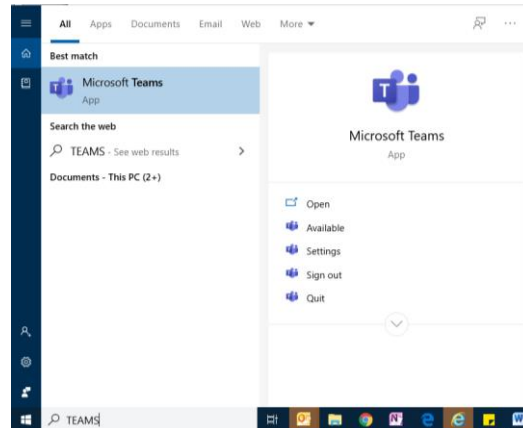 All Apps Documents Email Web More
Best match
Microsoft Teams
App
Search the web
TEAMS - See web results
Documents - This PC (2+)
Microsoft Teams
App
Open
Available
Settings
Sign out
Quit
TEAMS